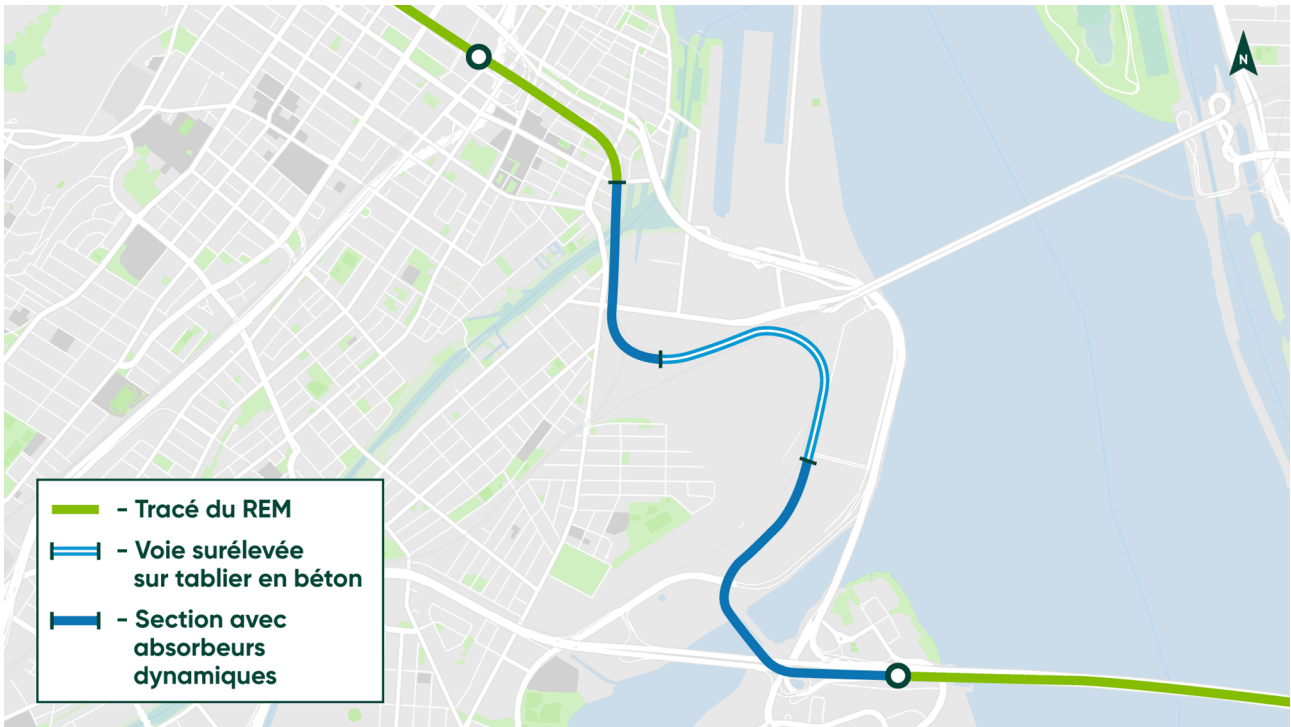 N
- Tracé du REM
- Voie surélevée
sur tablier en béton
- Section avec
absorbeurs
dynamiques